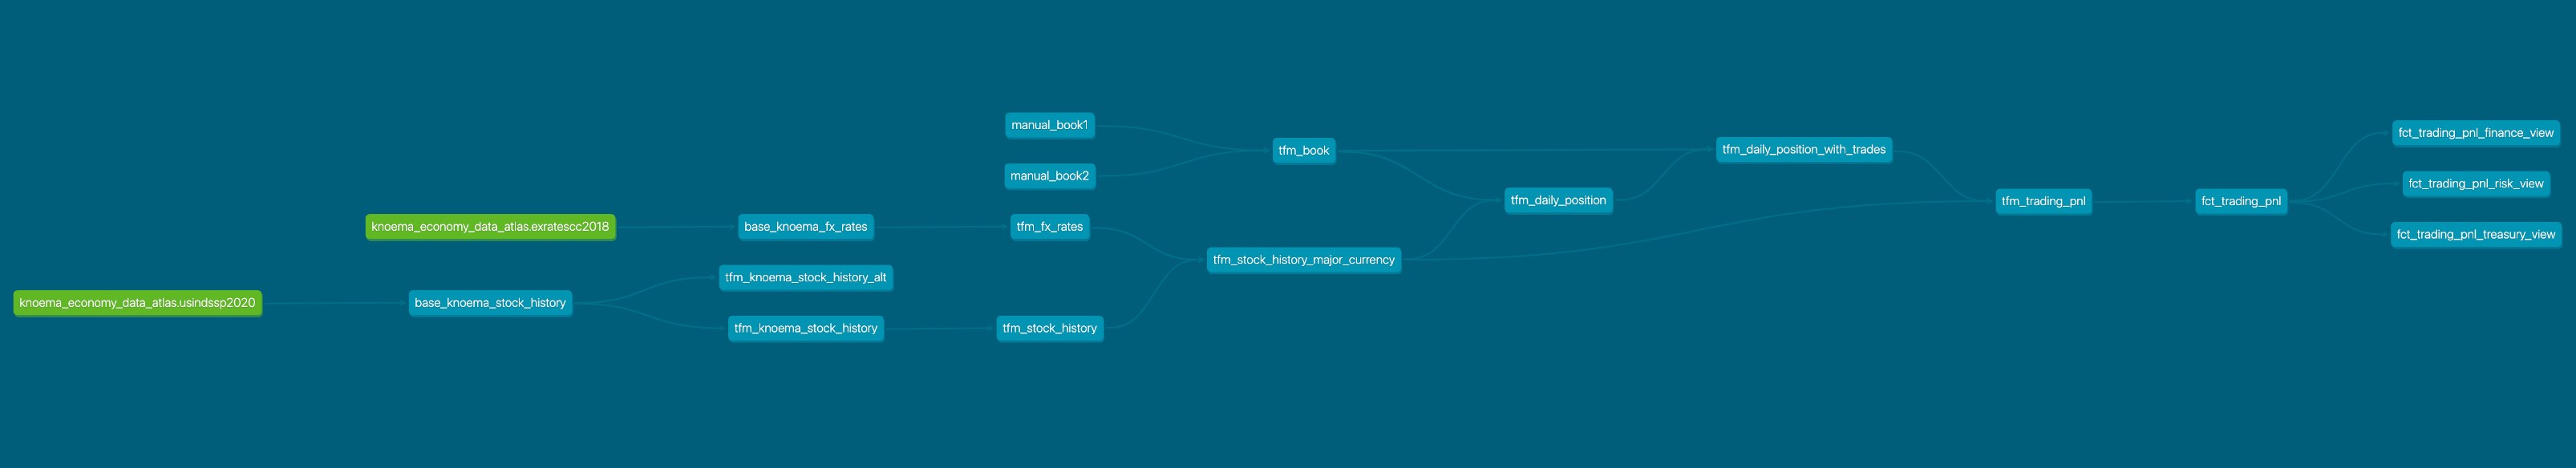 manual_book1
fct_trading_pnl_finance_view
tfm_book
tfm_daily_position_with_trades
manual_book2
fct_trading_pnl_risk_view
tfm_daily_position
tfm_trading_pnl
fct_trading_pnl
knoema_economy_data_atlas.exratescc2018
base_knoema_fx_rates
tfm_fx_rates
fct_trading_pnl_treasury_view
tfm_stock_history_major_currency
tfm_knoema_stock_history_alt
knoema_economy_data_atlas.usindssp2020
base_knoema_stock_history
tfm_knoema_stock_history
tfm_stock_history